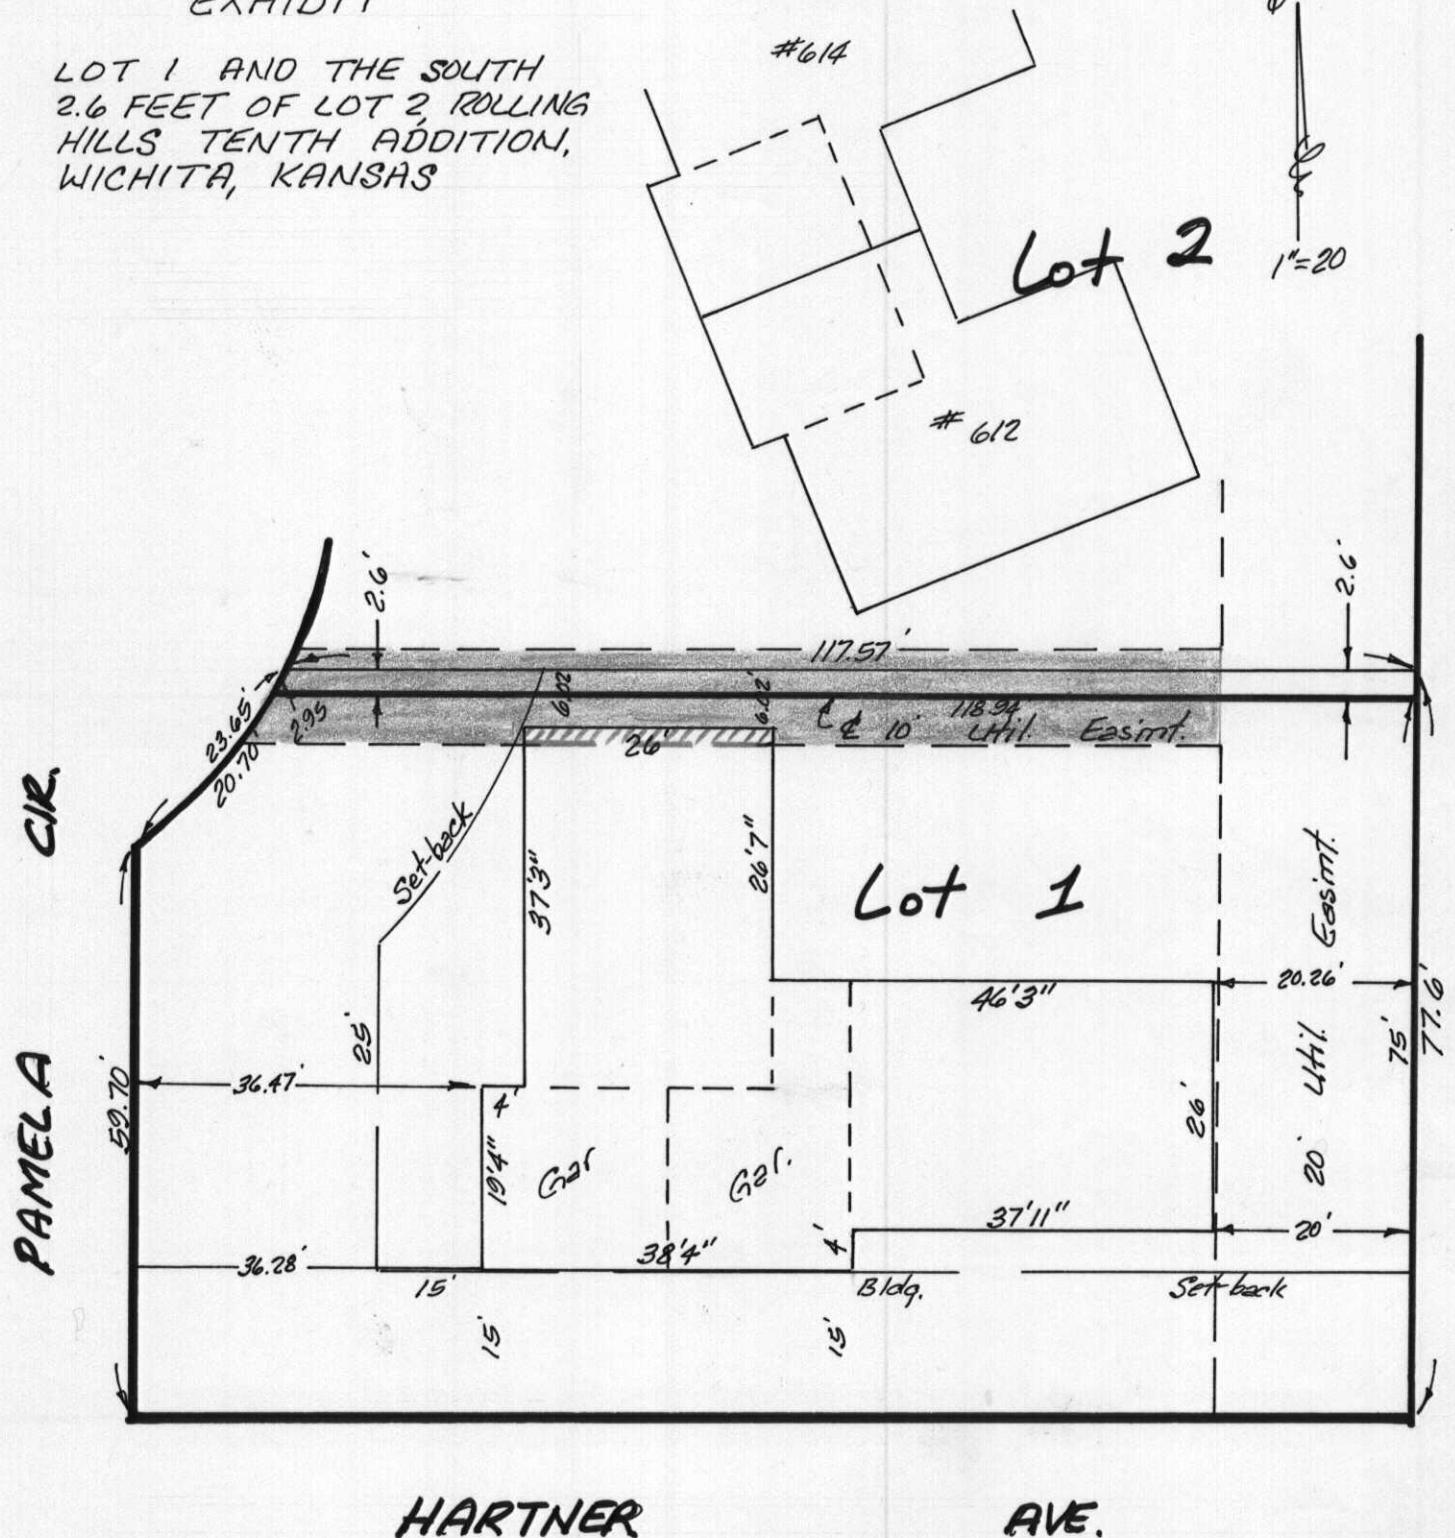 EXHIBIT
LOT 1 AND THE SOUTH
2.6 FEET OF LOT 2, ROLLING
HILLS TENTH ADDITION,
WICHITA, KANSAS
#614
Lot 2
1"=20
# 612
2.6'
2.6'
117.57'
23.65'
2.95
20.70'
6.02'
6.02'
118.94
℄ ℄ 10' Util. Easim't.
26'
CIR.
Set-back
37'3"
26'7"
Lot 1
Easim't.
20' Util.
46'3"
20.26'
75'
77.6'
25'
36.47'
59.70'
4'
19'4"
Gar
Gar.
26'
37'11"
20'
PAMELA
36.28'
38'4"
4'
15'
Bldg.
Set-back
15'
15'
HARTNER AVE.